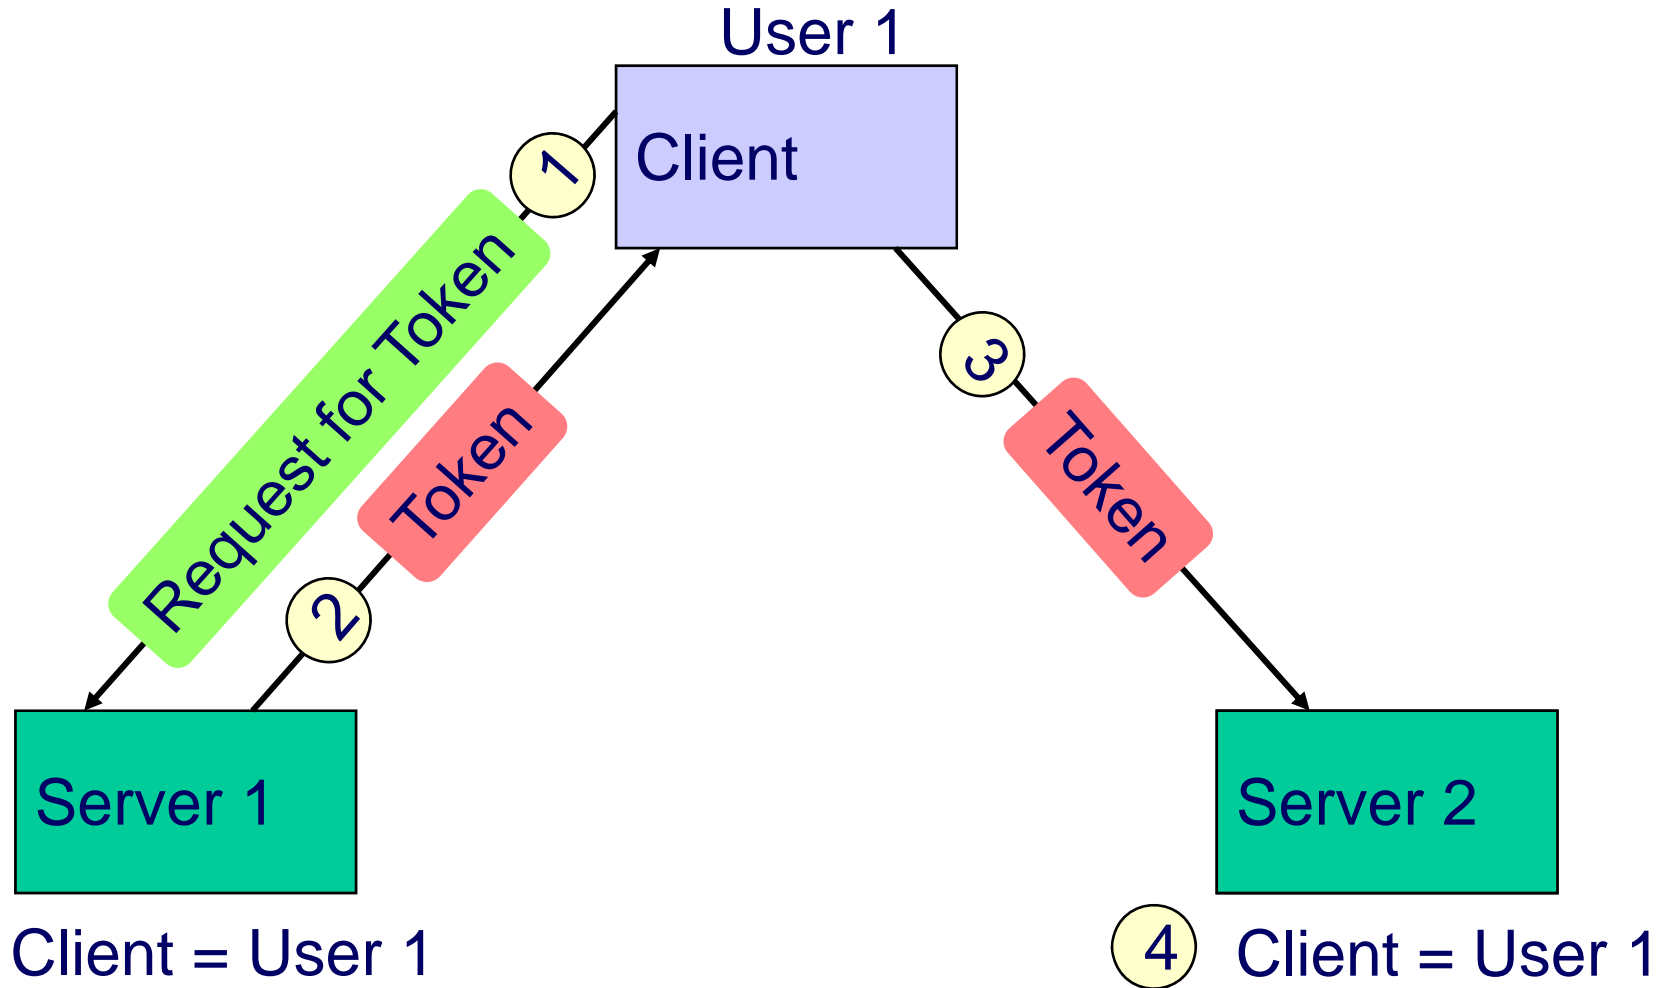 User 1
Client
1
Request for Token
Token
2
3
Token
Server 1
Server 2
Client = User 1
4
Client = User 1